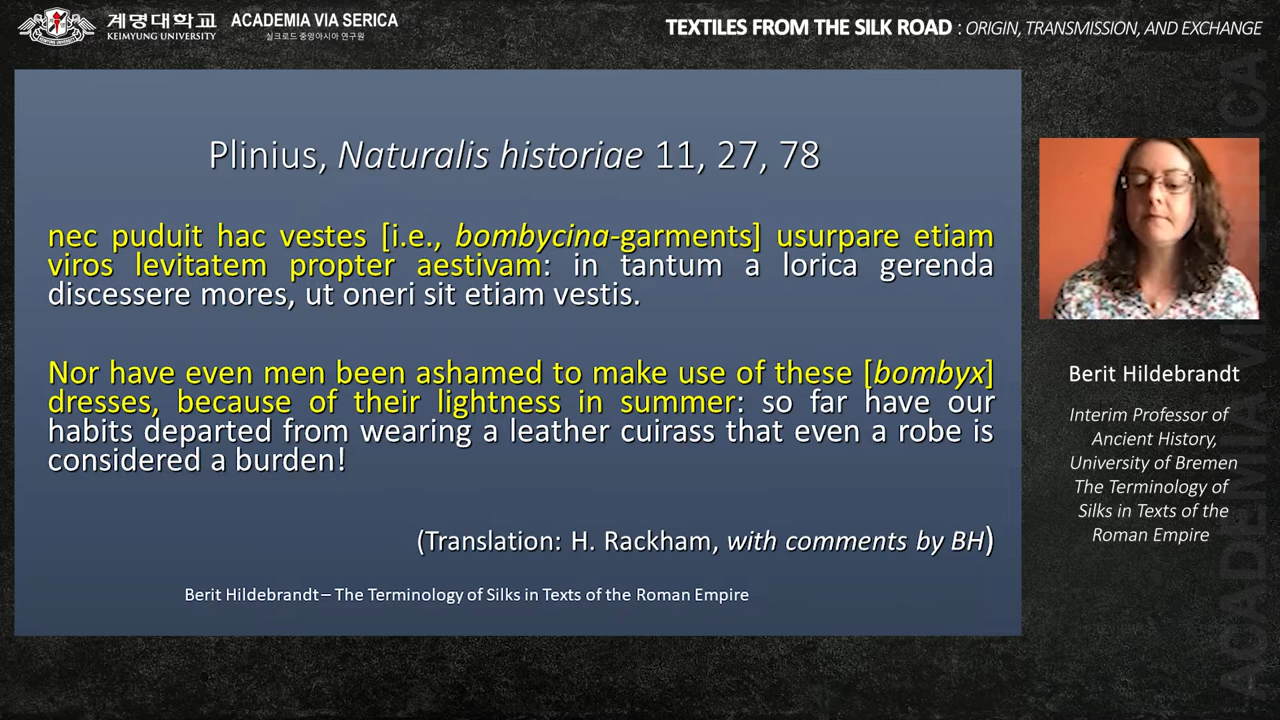 계명대학교
KEIMYUNG UNIVERSITY
ACADEMIA VIA SERICA
실크로드 중앙아시아 연구원
TEXTILES FROM THE SILK ROAD : ORIGIN, TRANSMISSION, AND EXCHANGE
Plinius, Naturalis historiae 11, 27, 78
nec puduit hac vestes [i.e., bombycina-garments] usurpare etiam
viros levitatem propter aestivam: in tantum a lorica gerenda
discessere mores, ut oneri sit etiam vestis.
Nor have even men been ashamed to make use of these [bombyx]
dresses, because of their lightness in summer: so far have our
habits departed from wearing a leather cuirass that even a robe is
considered a burden!
(Translation: H. Rackham, with comments by BH)
Berit Hildebrandt – The Terminology of Silks in Texts of the Roman Empire
Berit Hildebrandt
Interim Professor of
Ancient History,
University of Bremen
The Terminology of
Silks in Texts of the
Roman Empire
ACADEMIA VIA SERICA